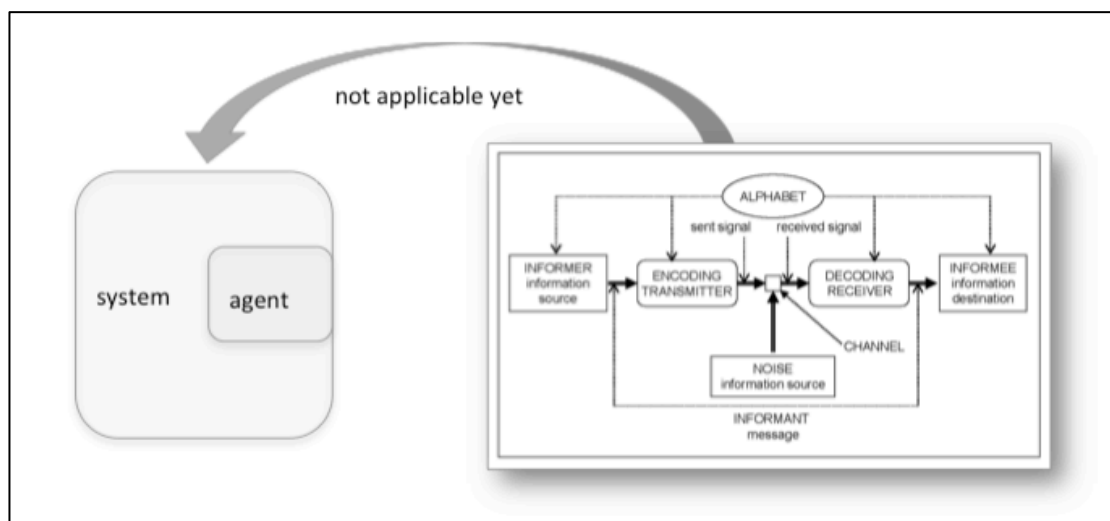 not applicable yet
system
agent
ALPHABET
sent signal
received signal
INFORMER
information
source
ENCODING
TRANSMITTER
DECODING
RECEIVER
INFORMEE
information
destination
CHANNEL
NOISE
information source
INFORMANT
message